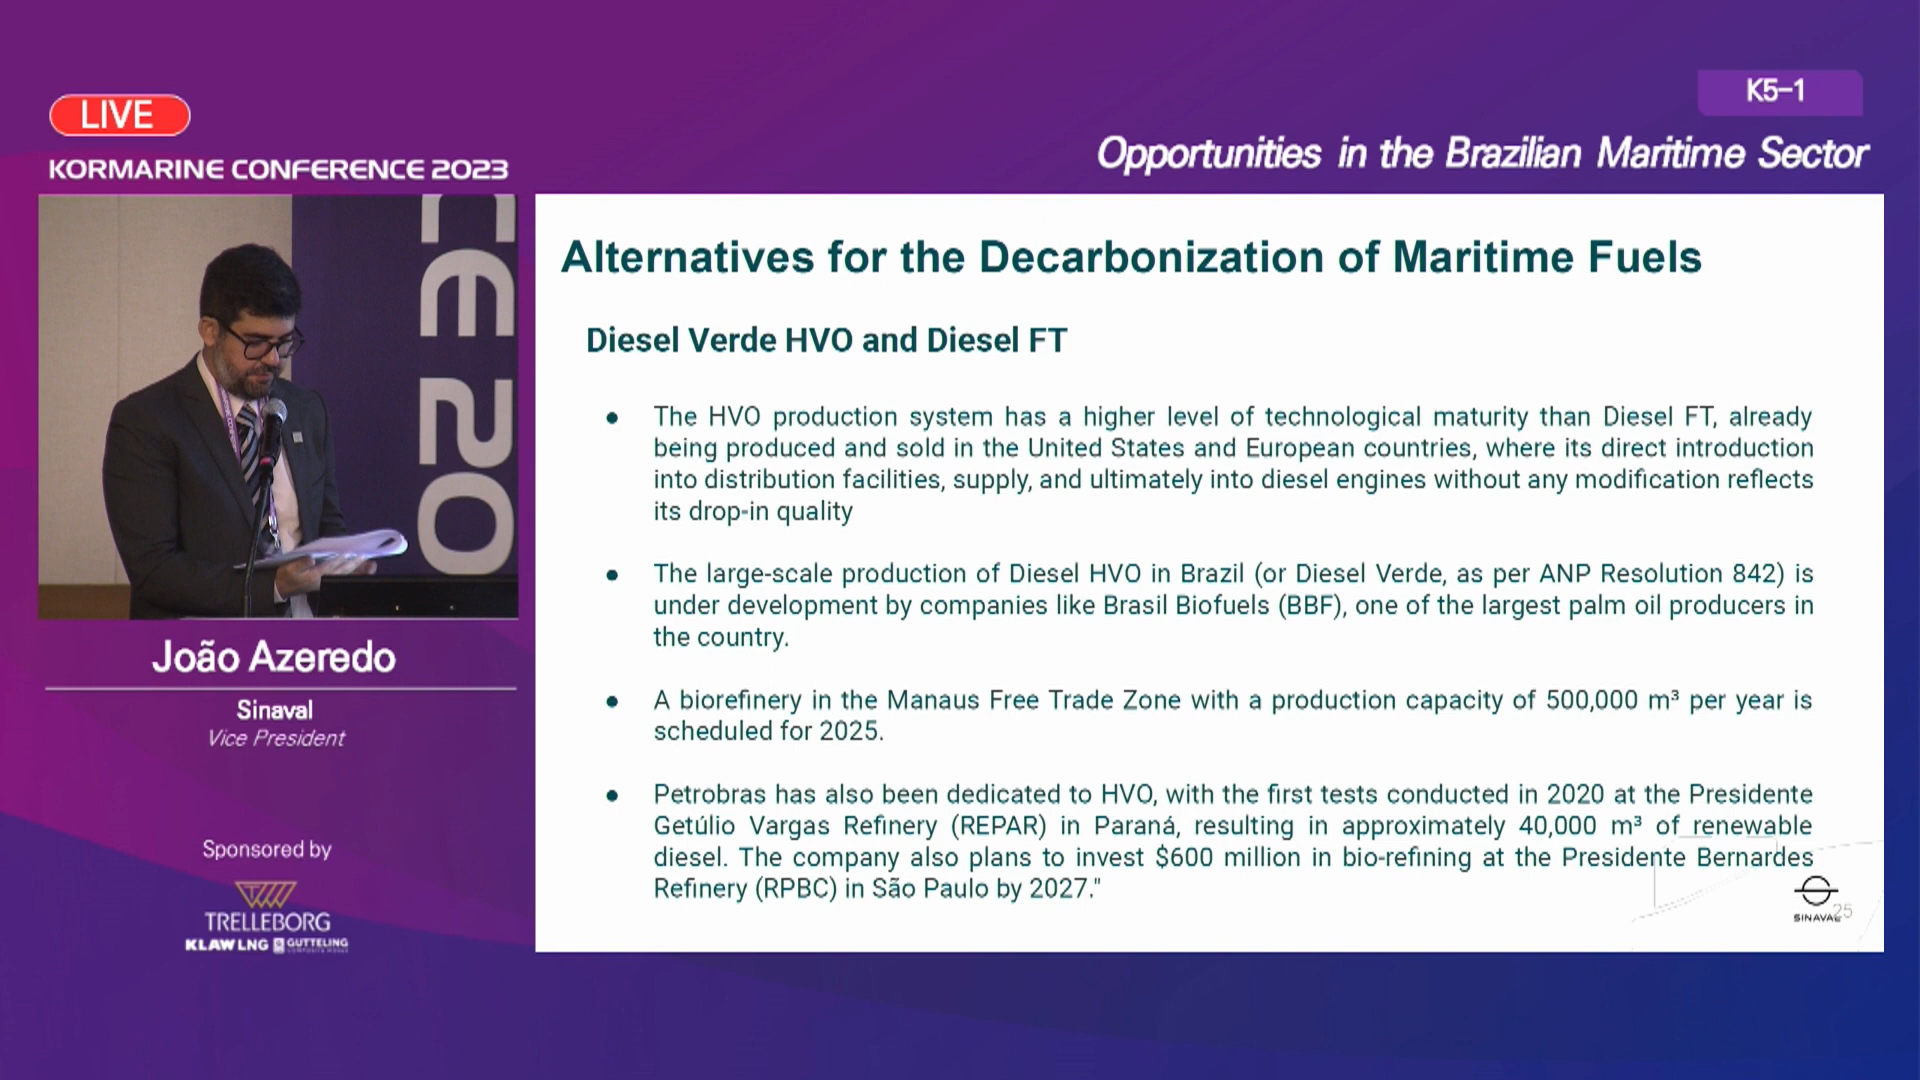 LIVE
KORMARINE CONFERENCE 2023
K5-1
Opportunities in the Brazilian Maritime Sector
CE 20
João Azeredo
Sinaval
Vice President
Sponsored by
TRELLEBORG
KLAW LNG GUTTELING
Alternatives for the Decarbonization of Maritime Fuels
Diesel Verde HVO and Diesel FT
● The HVO production system has a higher level of technological maturity than Diesel FT, already
being produced and sold in the United States and European countries, where its direct introduction
into distribution facilities, supply, and ultimately into diesel engines without any modification reflects
its drop-in quality
● The large-scale production of Diesel HVO in Brazil (or Diesel Verde, as per ANP Resolution 842) is
under development by companies like Brasil Biofuels (BBF), one of the largest palm oil producers in
the country.
● A biorefinery in the Manaus Free Trade Zone with a production capacity of 500,000 m³ per year is
scheduled for 2025.
● Petrobras has also been dedicated to HVO, with the first tests conducted in 2020 at the Presidente
Getúlio Vargas Refinery (REPAR) in Paraná, resulting in approximately 40,000 m³ of renewable
diesel. The company also plans to invest $600 million in bio-refining at the Presidente Bernardes
Refinery (RPBC) in São Paulo by 2027."
SINAVAL
25